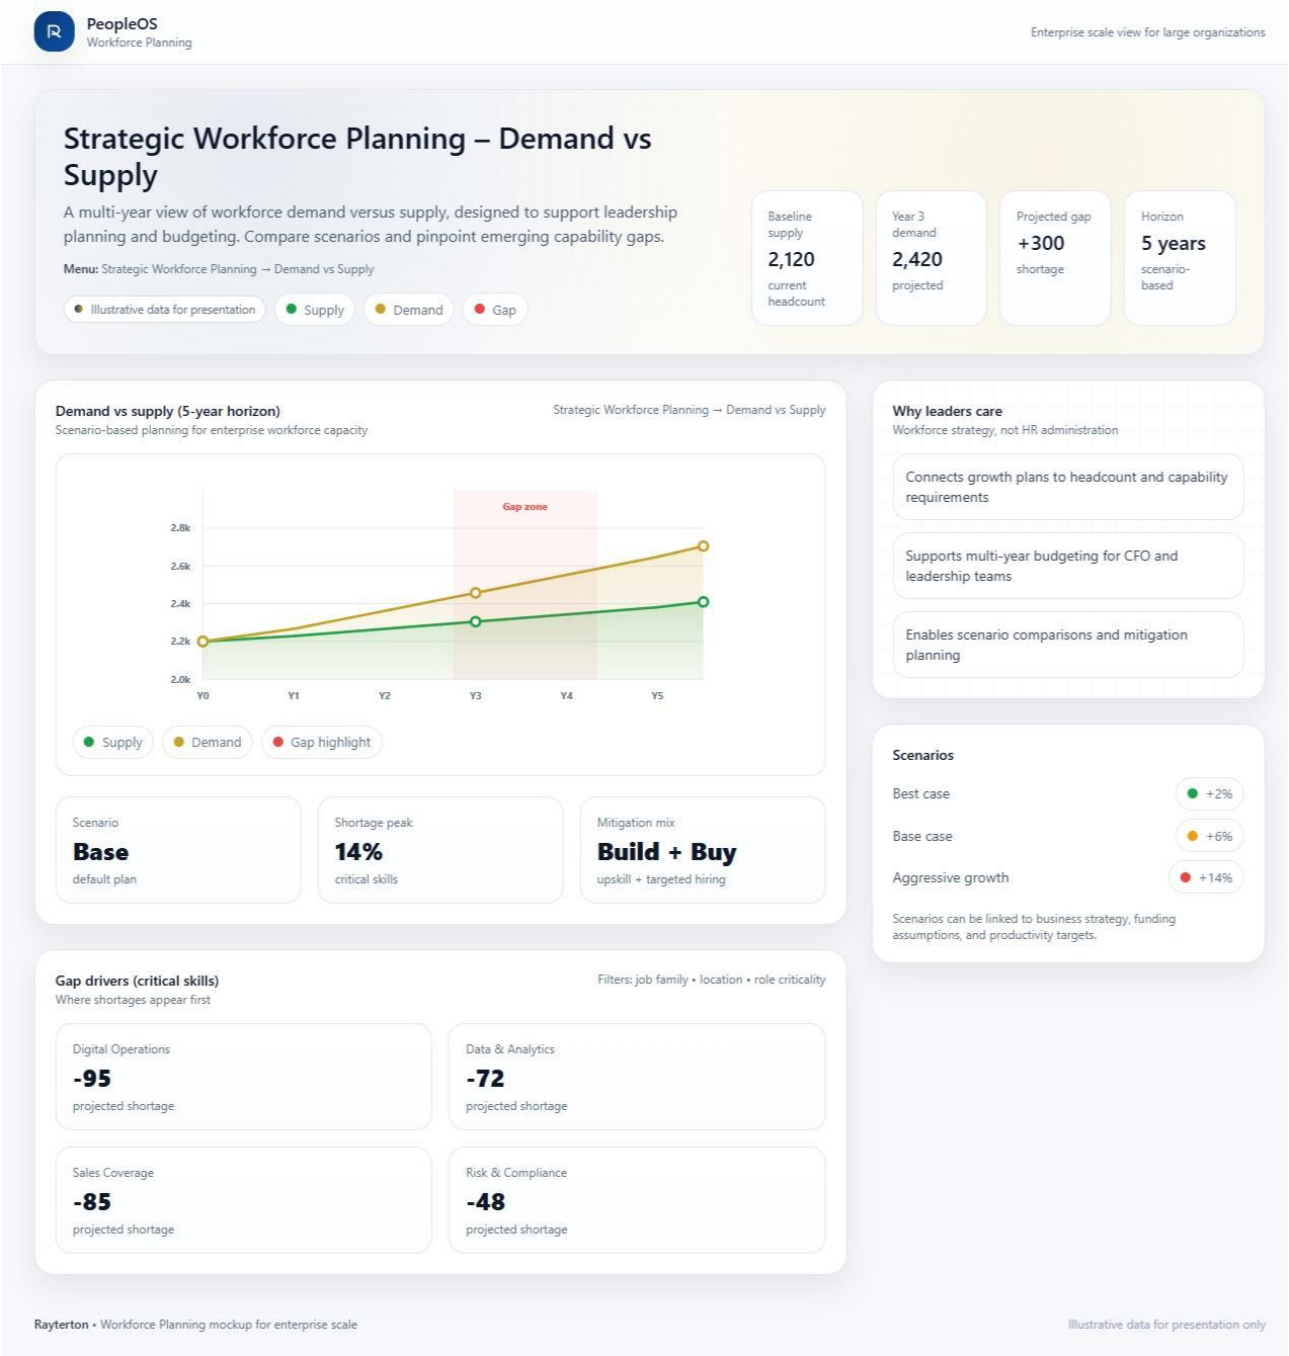 PeopleOS
Workforce Planning
Enterprise scale view for large organizations
Strategic Workforce Planning – Demand vs
Supply
A multi-year view of workforce demand versus supply, designed to support leadership
planning and budgeting. Compare scenarios and pinpoint emerging capability gaps.
Menu: Strategic Workforce Planning → Demand vs Supply
Illustrative data for presentation
Supply
Demand
Gap
Baseline
supply
2,120
current
headcount
Year 3
demand
2,420
projected
Projected gap
+300
shortage
Horizon
5 years
scenario-
based
Demand vs supply (5-year horizon)
Scenario-based planning for enterprise workforce capacity
Strategic Workforce Planning → Demand vs Supply
Gap zone
2.8k
2.6k
2.4k
2.2k
2.0k
Y0
Y1
Y2
Y3
Y4
Y5
Supply
Demand
Gap highlight
Scenario
Base
default plan
Shortage peak
14%
critical skills
Mitigation mix
Build + Buy
upskill + targeted hiring
Why leaders care
Workforce strategy, not HR administration
Connects growth plans to headcount and capability
requirements
Supports multi-year budgeting for CFO and
leadership teams
Enables scenario comparisons and mitigation
planning
Scenarios
Best case
+2%
Base case
+6%
Aggressive growth
+14%
Scenarios can be linked to business strategy, funding
assumptions, and productivity targets.
Gap drivers (critical skills)
Where shortages appear first
Filters: job family • location • role criticality
Digital Operations
-95
projected shortage
Data & Analytics
-72
projected shortage
Sales Coverage
-85
projected shortage
Risk & Compliance
-48
projected shortage
Rayterton • Workforce Planning mockup for enterprise scale
Illustrative data for presentation only